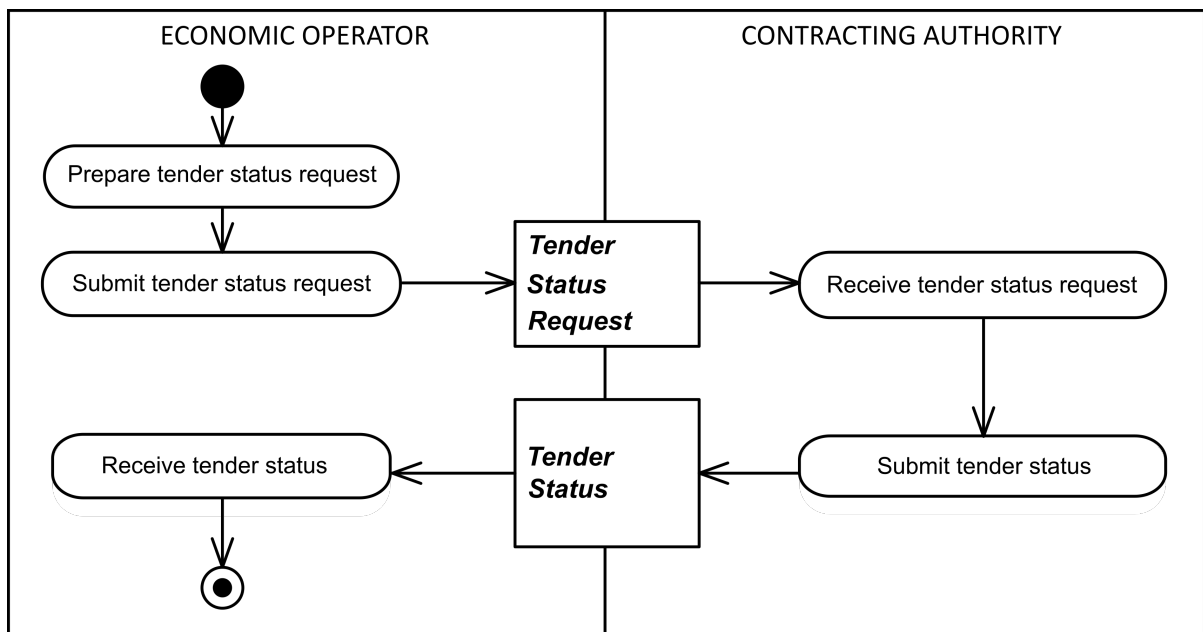 ECONOMIC OPERATOR
CONTRACTING AUTHORITY
Prepare tender status request
Submit tender status request
Tender
Status
Request
Receive tender status request
Receive tender status
Tender
Status
Submit tender status